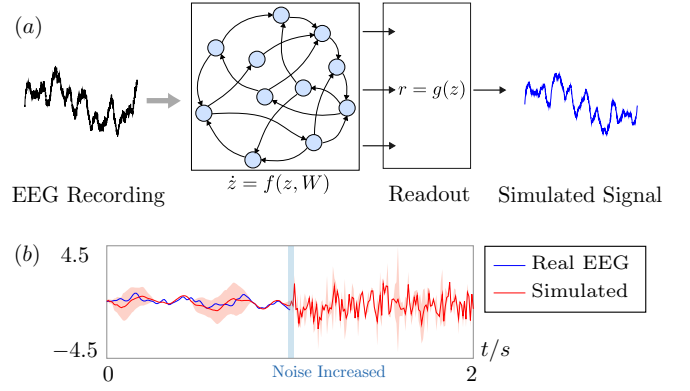 (a)
r = g(z)
ż = f(z, W)
EEG Recording
Readout
Simulated Signal
(b)
4.5
−4.5
Real EEG
Simulated
t/s
0
Noise Increased
2